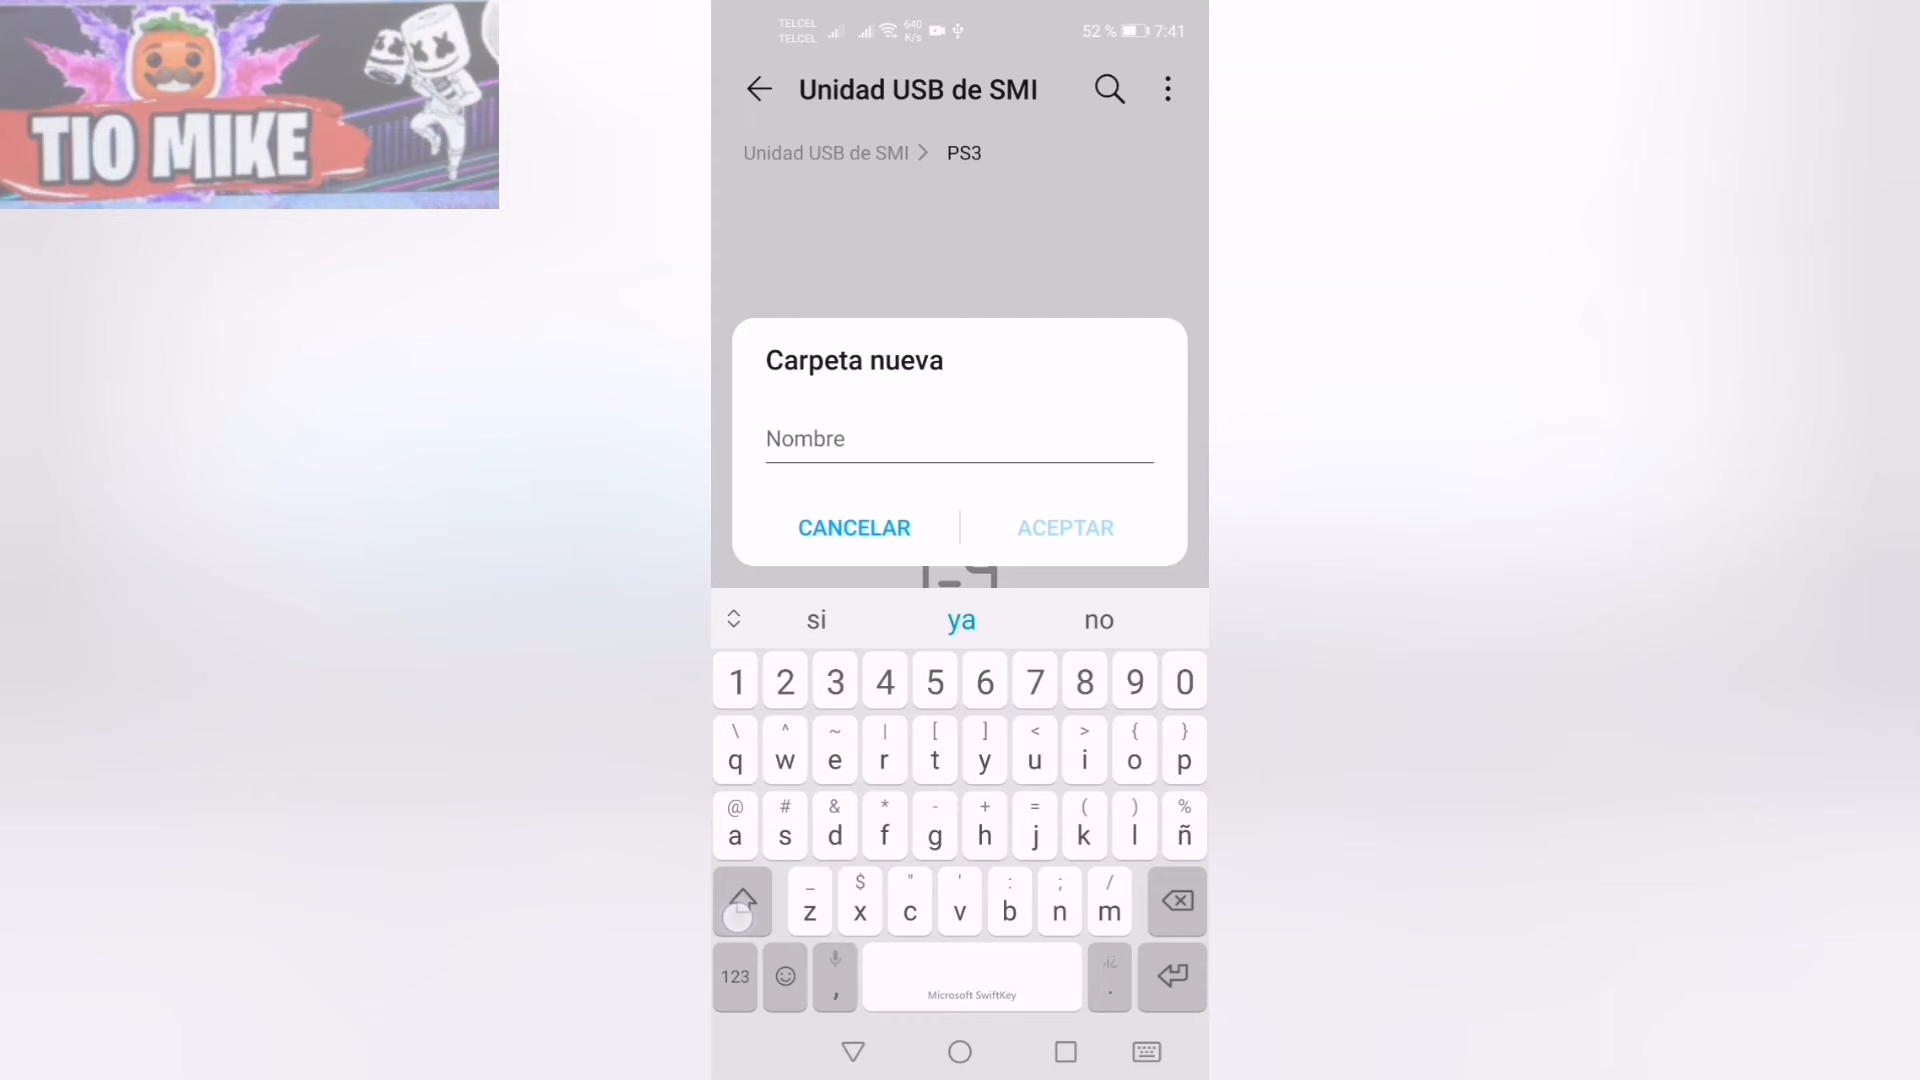 TELCEL
TELCEL
640
K/s
52 %
7:41
TIO MIKE
Unidad USB de SMI
Unidad USB de SMI > PS3
Carpeta nueva
Nombre
CANCELAR
ACEPTAR
si ya no
1 2 3 4 5 6 7 8 9 0
\ ^ ~ | [ ] < > { }
q w e r t y u i o p
@ # & * - + = ( ) %
a s d f g h j k l ñ
_ $ " ' : ; /
z x c v b n m
123 , Microsoft SwiftKey .